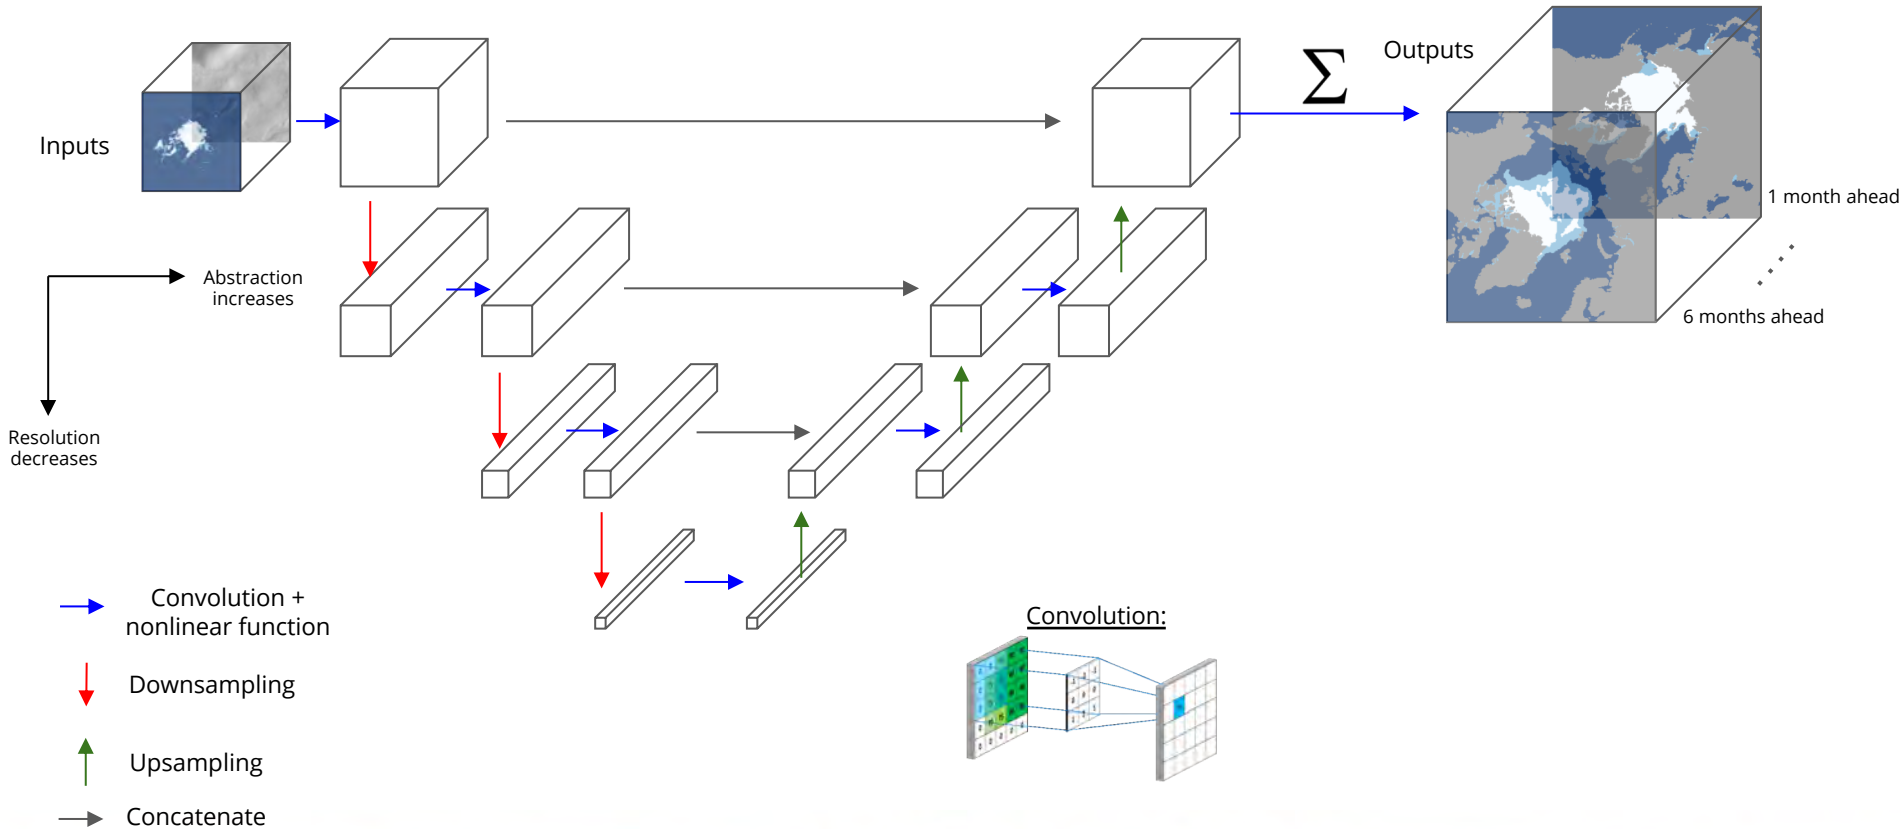 Inputs
Σ
Outputs
1 month ahead
6 months ahead
Abstraction
increases
Resolution
decreases
Convolution +
nonlinear function
Downsampling
Upsampling
Concatenate
Convolution: